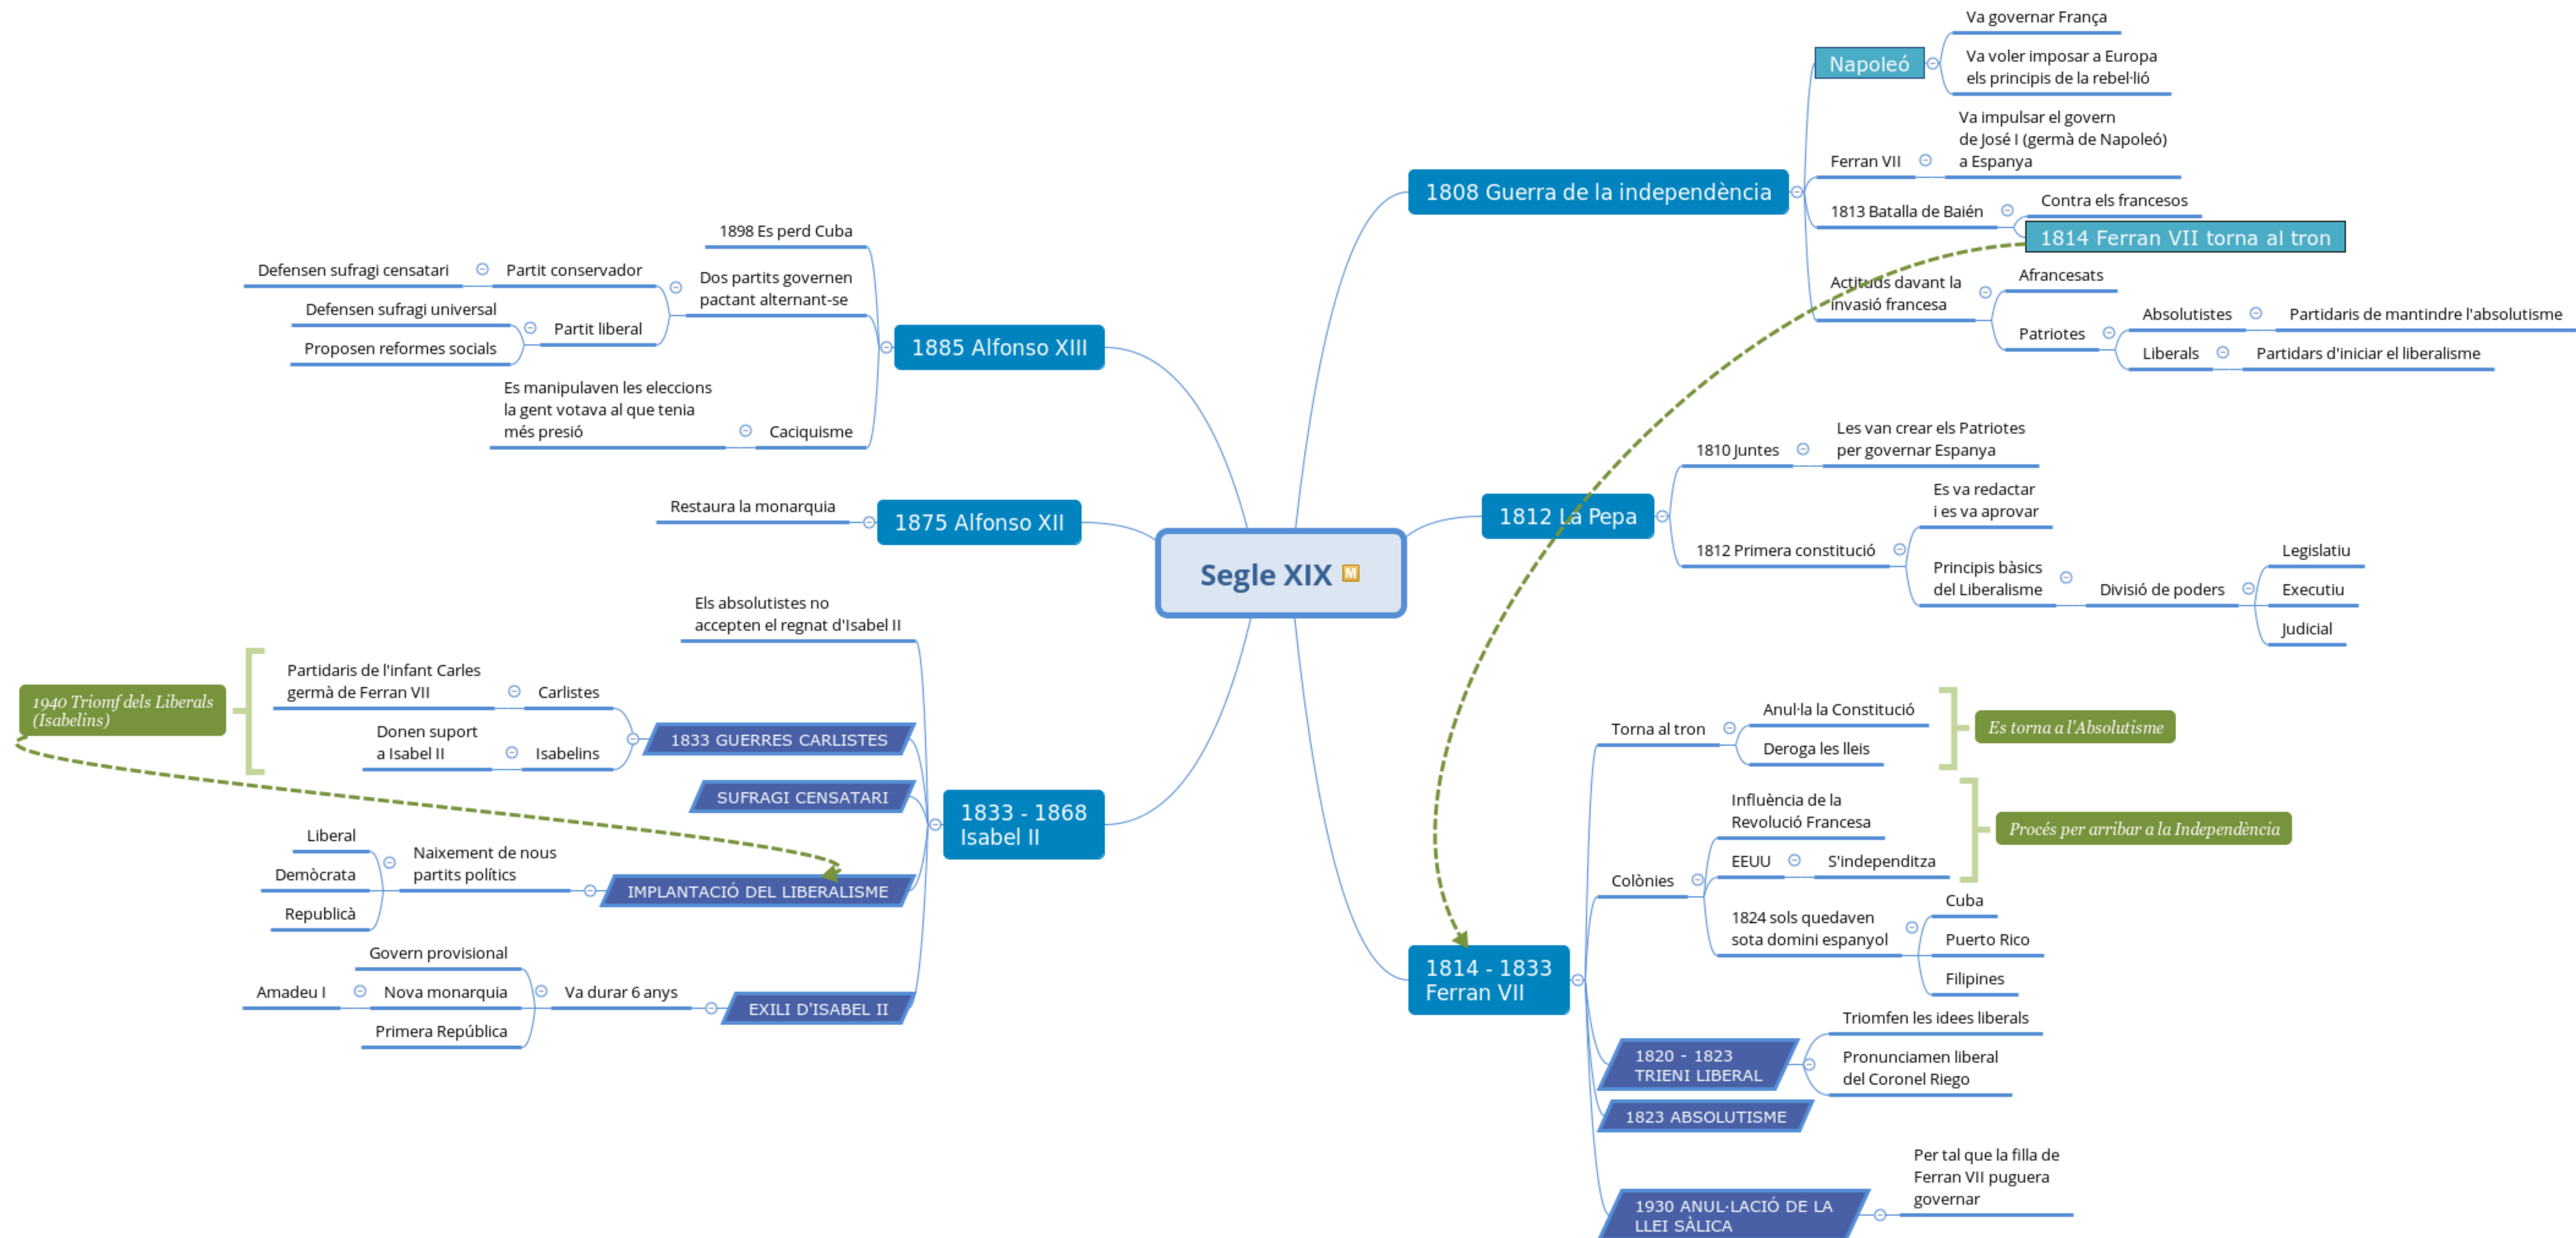 Segle XIX
M
1808 Guerra de la independència
Napoleó
Va governar França
Va voler imposar a Europa
els principis de la rebel·lió
Ferran VII
Va impulsar el govern
de José I (germà de Napoleó)
a Espanya
1813 Batalla de Baién
Contra els francesos
1814 Ferran VII torna al tron
Actituds davant la
invasió francesa
Afrancesats
Patriotes
Absolutistes
Partidaris de mantindre l'absolutisme
Liberals
Partidars d'iniciar el liberalisme
1812 La Pepa
1810 Juntes
Les van crear els Patriotes
per governar Espanya
1812 Primera constitució
Es va redactar
i es va aprovar
Principis bàsics
del Liberalisme
Divisió de poders
Legislatiu
Executiu
Judicial
1814 - 1833
Ferran VII
Torna al tron
Anul·la la Constitució
Deroga les lleis
Es torna a l'Absolutisme
Colònies
Influència de la
Revolució Francesa
EEUU
S'independitza
Procés per arribar a la Independència
1824 sols quedaven
sota domini espanyol
Cuba
Puerto Rico
Filipines
1820 - 1823
TRIENI LIBERAL
Triomfen les idees liberals
Pronunciamen liberal
del Coronel Riego
1823 ABSOLUTISME
1930 ANUL·LACIÓ DE LA
LLEI SÀLICA
Per tal que la filla de
Ferran VII puguera
governar
1885 Alfonso XIII
1898 Es perd Cuba
Dos partits governen
pactant alternant-se
Partit conservador
Defensen sufragi censatari
Partit liberal
Defensen sufragi universal
Proposen reformes socials
Caciquisme
Es manipulaven les eleccions
la gent votava al que tenia
més presió
1875 Alfonso XII
Restaura la monarquia
1833 - 1868
Isabel II
Els absolutistes no
accepten el regnat d'Isabel II
1833 GUERRES CARLISTES
Carlistes
Partidaris de l'infant Carles
germà de Ferran VII
Isabelins
Donen suport
a Isabel II
1940 Triomf dels Liberals
(Isabelins)
SUFRAGI CENSATARI
IMPLANTACIÓ DEL LIBERALISME
Naixement de nous
partits polítics
Liberal
Demòcrata
Republicà
EXILI D'ISABEL II
Va durar 6 anys
Govern provisional
Nova monarquia
Amadeu I
Primera República